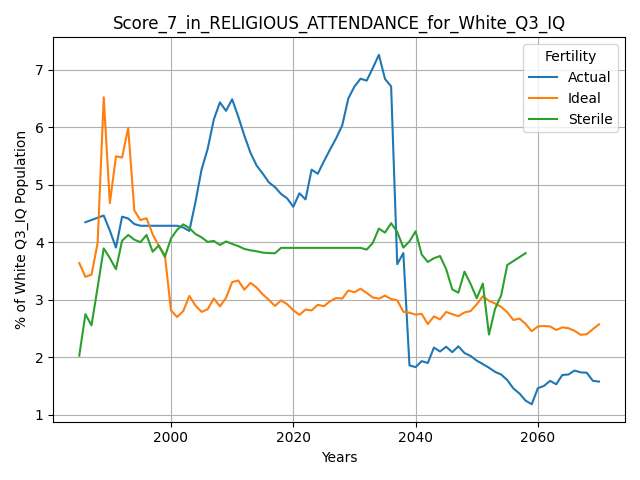 Score_7_in_RELIGIOUS_ATTENDANCE_for_White_Q3_IQ
Fertility
Actual
Ideal
Sterile
% of White Q3_IQ Population
7
6
5
4
3
2
1
2000
2020
2040
2060
Years